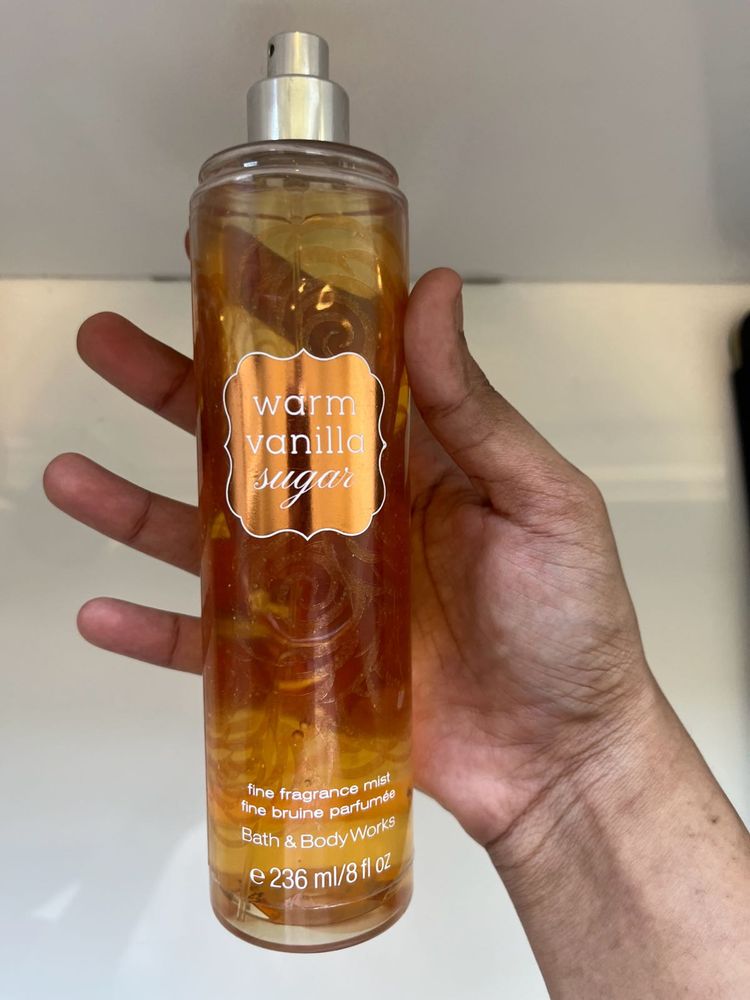 warm
vanilla
sugar
fine fragrance mist
fine bruine parfumée
Bath & Body Works
℮ 236 ml/8 fl oz